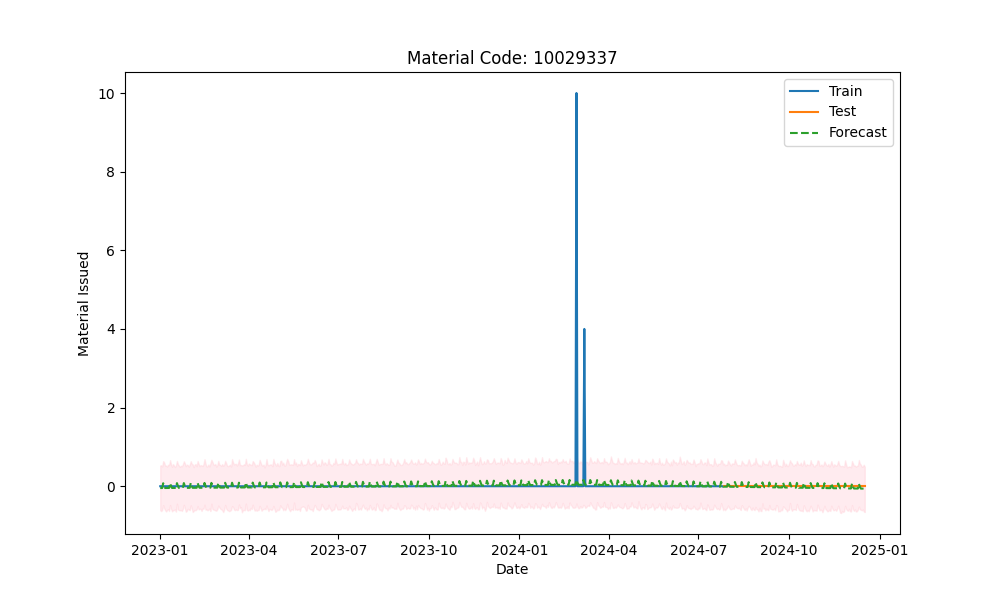 Material Code: 10029337
Train
Test
Forecast
Material Issued
10
8
6
4
2
0
2023-01 2023-04 2023-07 2023-10 2024-01 2024-04 2024-07 2024-10 2025-01
Date